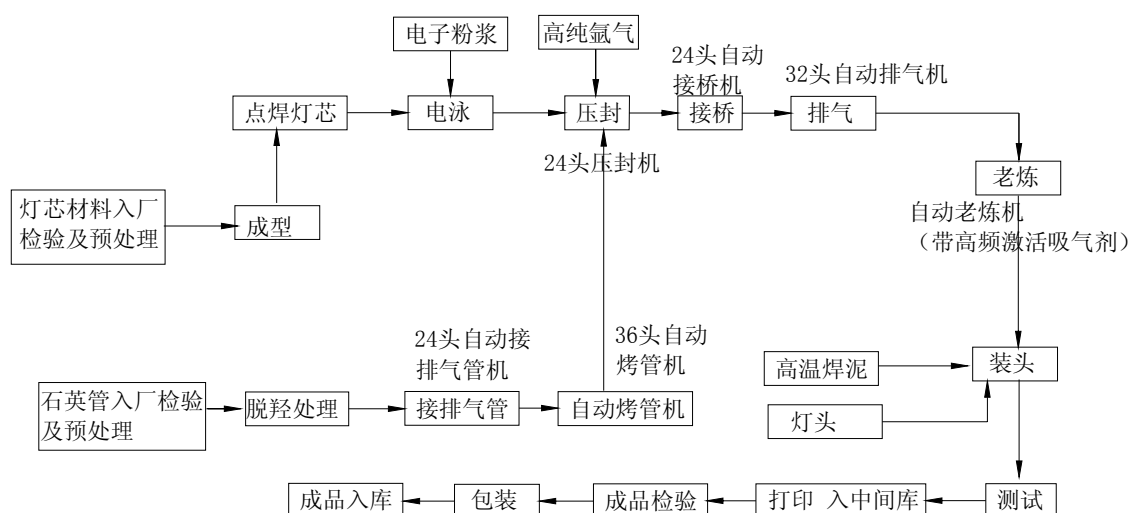 电子粉浆
高纯氩气
24头自动
接桥机
32头自动排气机
点焊灯芯
电泳
压封
接桥
排气
24头压封机
老炼
灯芯材料入厂
检验及预处理
成型
自动老炼机
（带高频激活吸气剂）
24头自动接
排气管机
36头自动
烤管机
高温焊泥
装头
石英管入厂检验
及预处理
脱羟处理
接排气管
自动烤管机
灯头
成品入库
包装
成品检验
打印 入中间库
测试